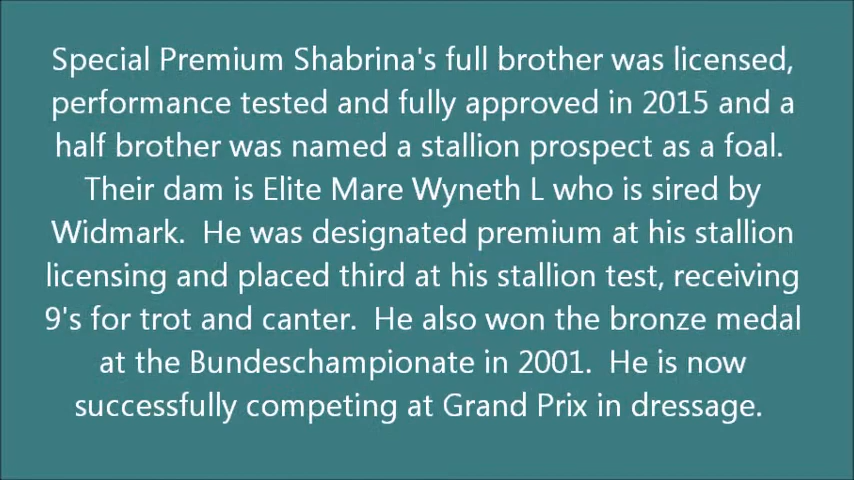 Special Premium Shabrina's full brother was licensed,
performance tested and fully approved in 2015 and a
half brother was named a stallion prospect as a foal.
Their dam is Elite Mare Wyneth L who is sired by
Widmark.  He was designated premium at his stallion
licensing and placed third at his stallion test, receiving
9's for trot and canter.  He also won the bronze medal
at the Bundeschampionate in 2001.  He is now
successfully competing at Grand Prix in dressage.